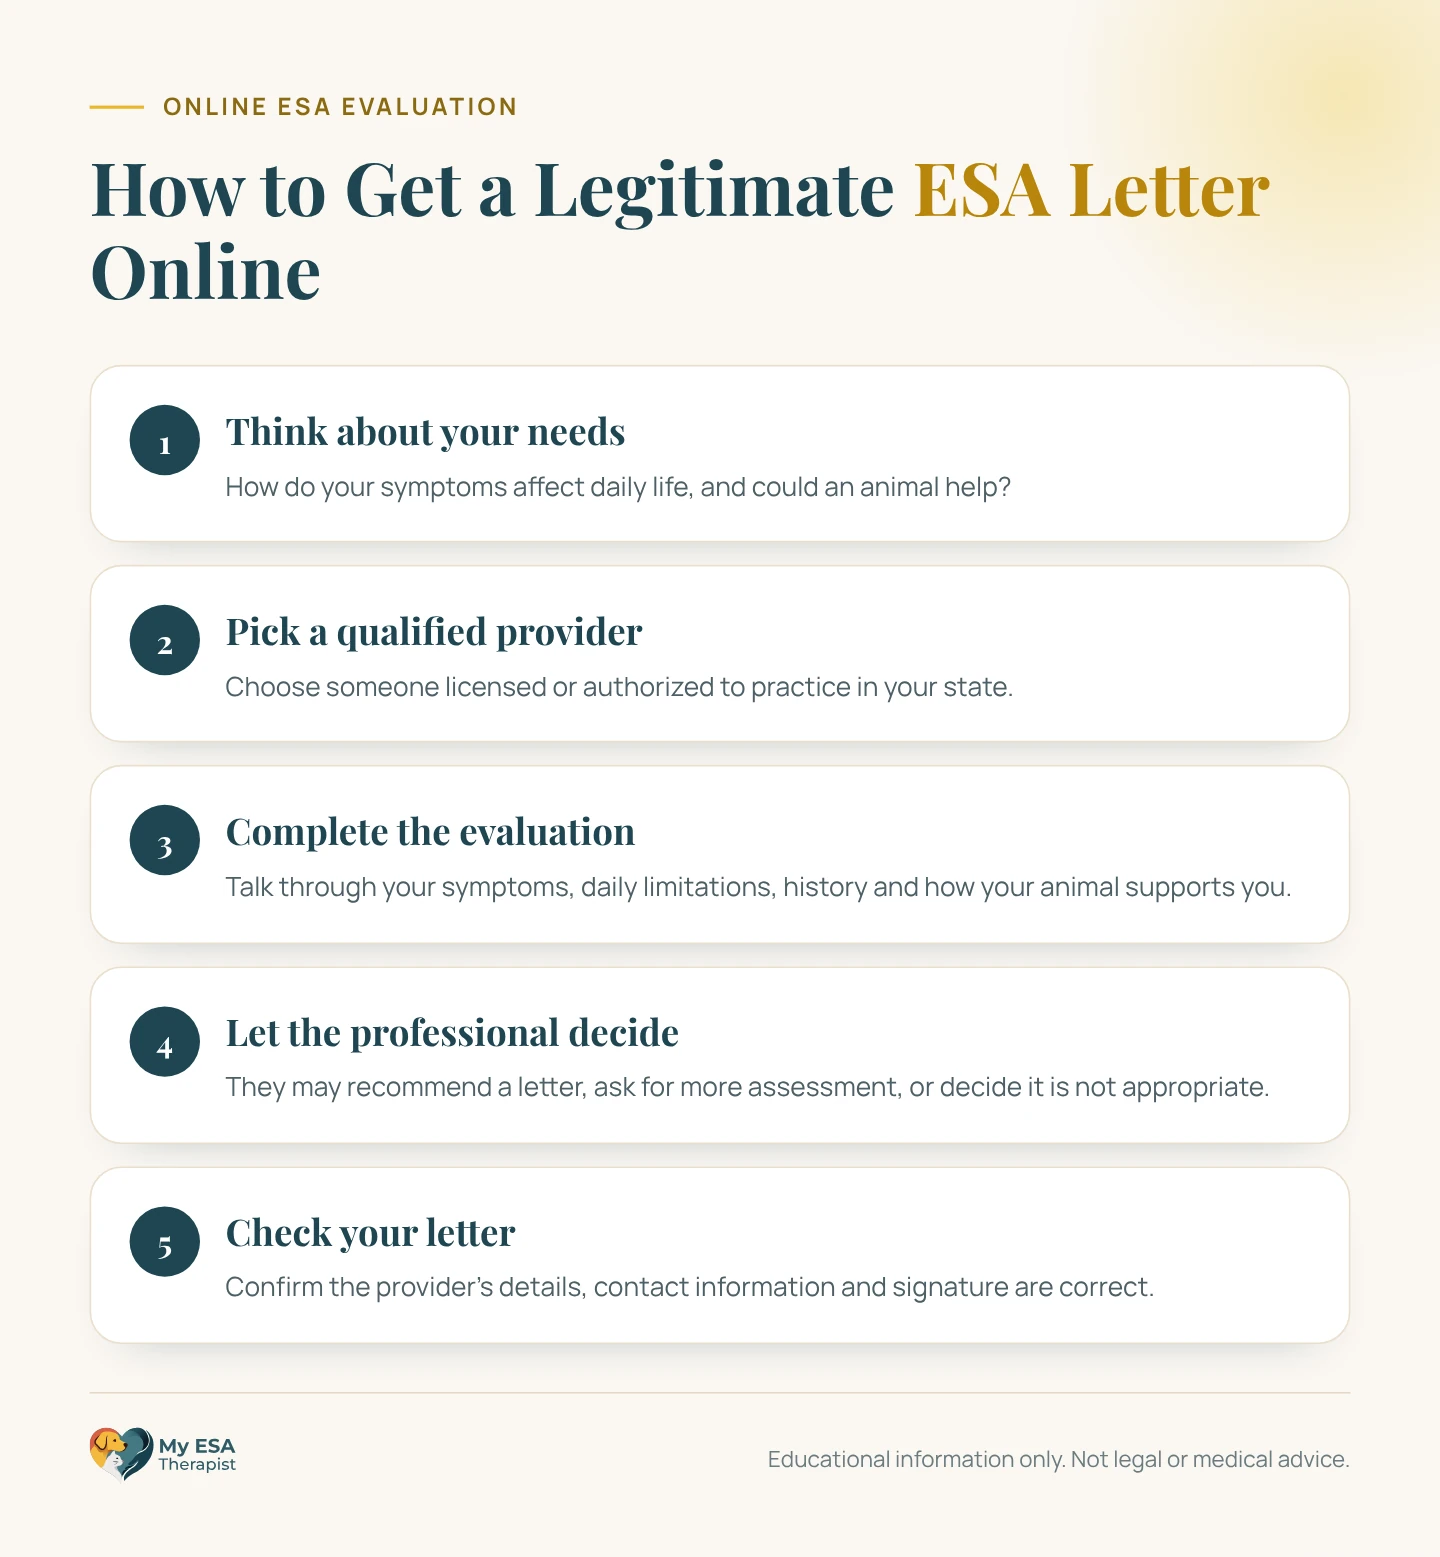 ONLINE ESA EVALUATION
How to Get a Legitimate ESA Letter
Online
1
Think about your needs
How do your symptoms affect daily life, and could an animal help?
2
Pick a qualified provider
Choose someone licensed or authorized to practice in your state.
3
Complete the evaluation
Talk through your symptoms, daily limitations, history and how your animal supports you.
4
Let the professional decide
They may recommend a letter, ask for more assessment, or decide it is not appropriate.
5
Check your letter
Confirm the provider’s details, contact information and signature are correct.
My ESA
Therapist
Educational information only. Not legal or medical advice.